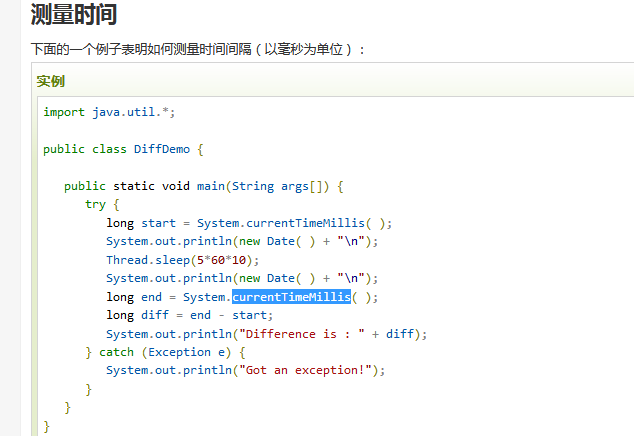 测量时间
下面的一个例子表明如何测量时间间隔（以毫秒为单位）：
实例
import java.util.*;
public class DiffDemo {
public static void main(String args[]) {
try {
long start = System.currentTimeMillis( );
System.out.println(new Date( ) + "\n");
Thread.sleep(5*60*10);
System.out.println(new Date( ) + "\n");
long end = System.currentTimeMillis( );
long diff = end - start;
System.out.println("Difference is : " + diff);
} catch (Exception e) {
System.out.println("Got an exception!");
}
}
}